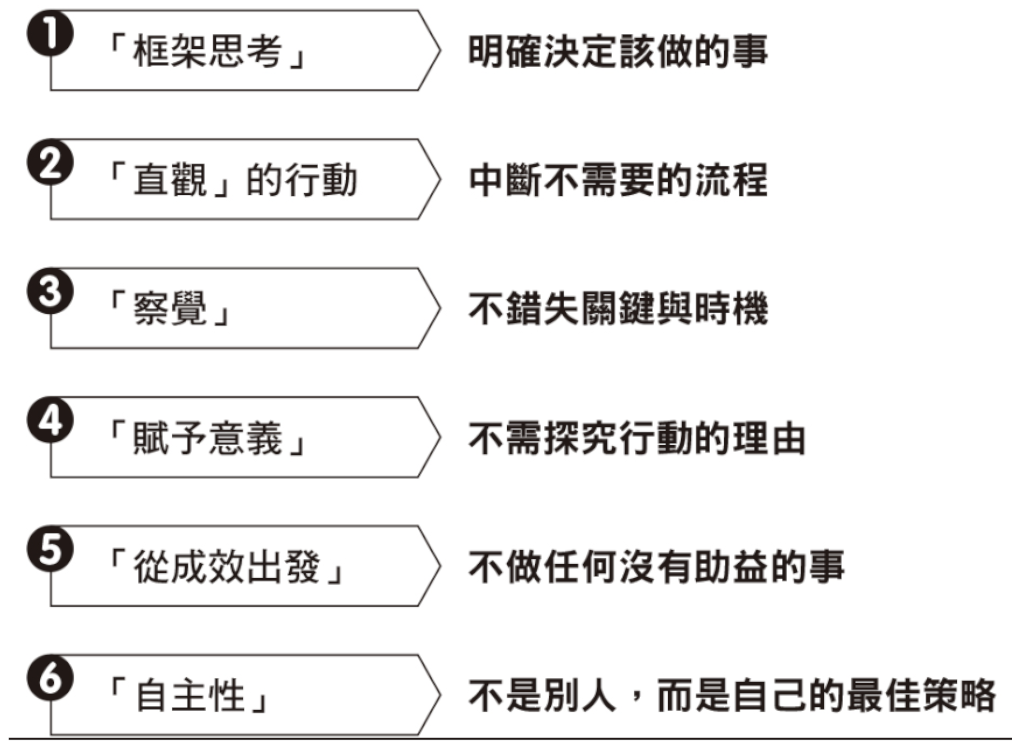 1 「框架思考」 明確決定該做的事
2 「直觀」的行動 中斷不需要的流程
3 「察覺」 不錯失關鍵與時機
4 「賦予意義」 不需探究行動的理由
5 「從成效出發」 不做任何沒有助益的事
6 「自主性」 不是別人，而是自己的最佳策略